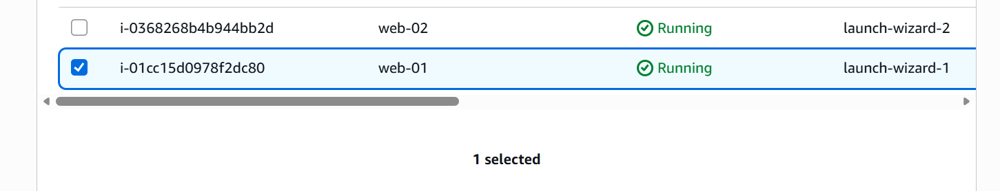 i-0368268b4b944bb2d web-02 Running launch-wizard-2
i-01cc15d0978f2dc80 web-01 Running launch-wizard-1
1 selected